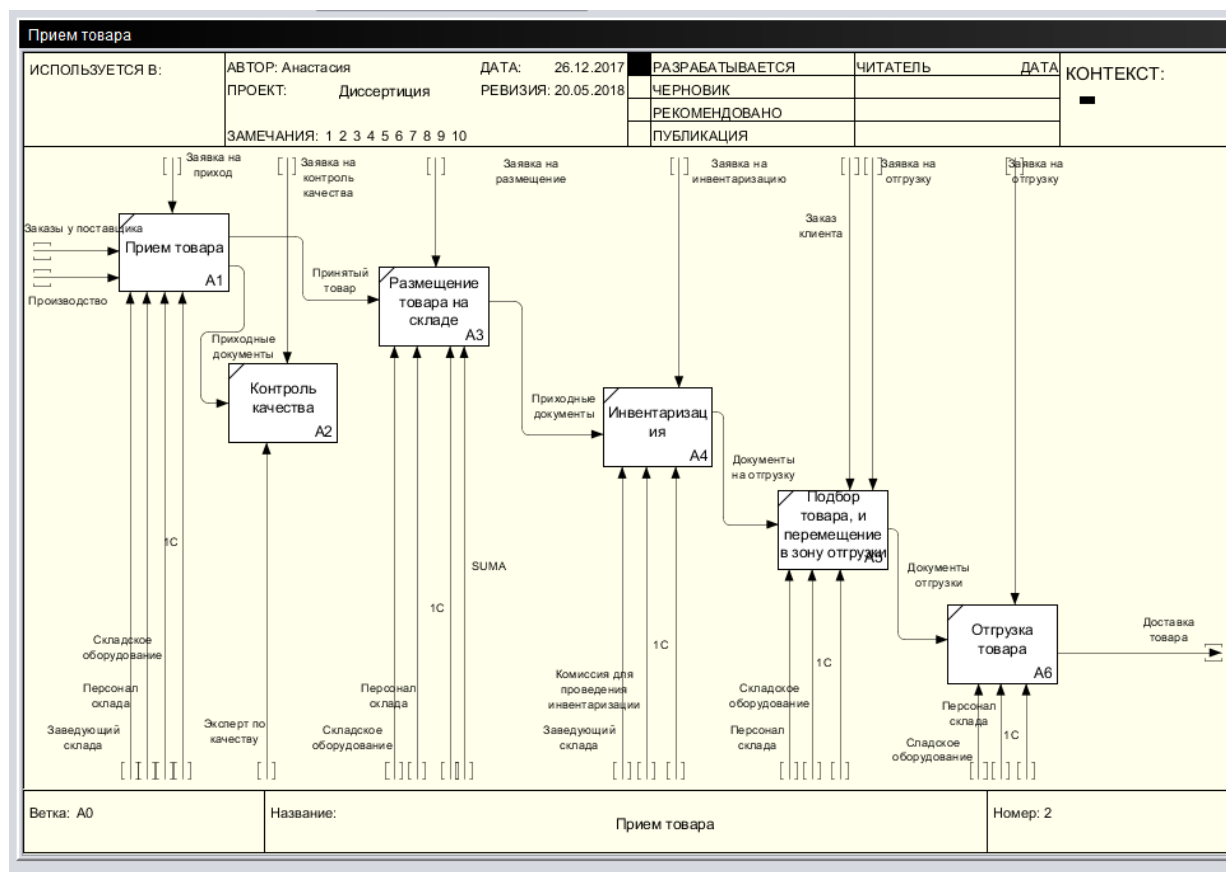 Прием товара
ИСПОЛЬЗУЕТСЯ В:
АВТОР: Анастасия
ДАТА: 26.12.2017
ПРОЕКТ: Диссертиция
РЕВИЗИЯ: 20.05.2018
ЗАМЕЧАНИЯ: 1 2 3 4 5 6 7 8 9 10
РАЗРАБАТЫВАЕТСЯ
ЧЕРНОВИК
РЕКОМЕНДОВАНО
ПУБЛИКАЦИЯ
ЧИТАТЕЛЬ
ДАТА
КОНТЕКСТ:
Заявка на
приход
Заявка на
контроль
качества
Заявка на
размещение
Заявка на
инвентаризацию
Заявка на
отгрузку
Заявка на
отгрузку
Заказ
клиента
Заказы у поставщика
Производство
Прием товара
A1
Принятый
товар
Приходные
документы
Контроль
качества
A2
Размещение
товара на
складе
A3
Приходные
документы
Инвентаризац
ия
A4
Документы
на отгрузку
Подбор
товара, и
перемещение
в зону отгрузки
A5
Документы
отгрузки
Отгрузка
товара
A6
Доставка
товара
1С
Складское
оборудование
Персонал
склада
Заведующий
склада
Эксперт по
качеству
SUMA
1С
Персонал
склада
Складское
оборудование
1С
Комиссия для
проведения
инвентаризации
Заведующий
склада
1С
Складское
оборудование
Персонал
склада
Персонал
склада
1С
Сладское
оборудование
Ветка: A0
Название:
Прием товара
Номер: 2